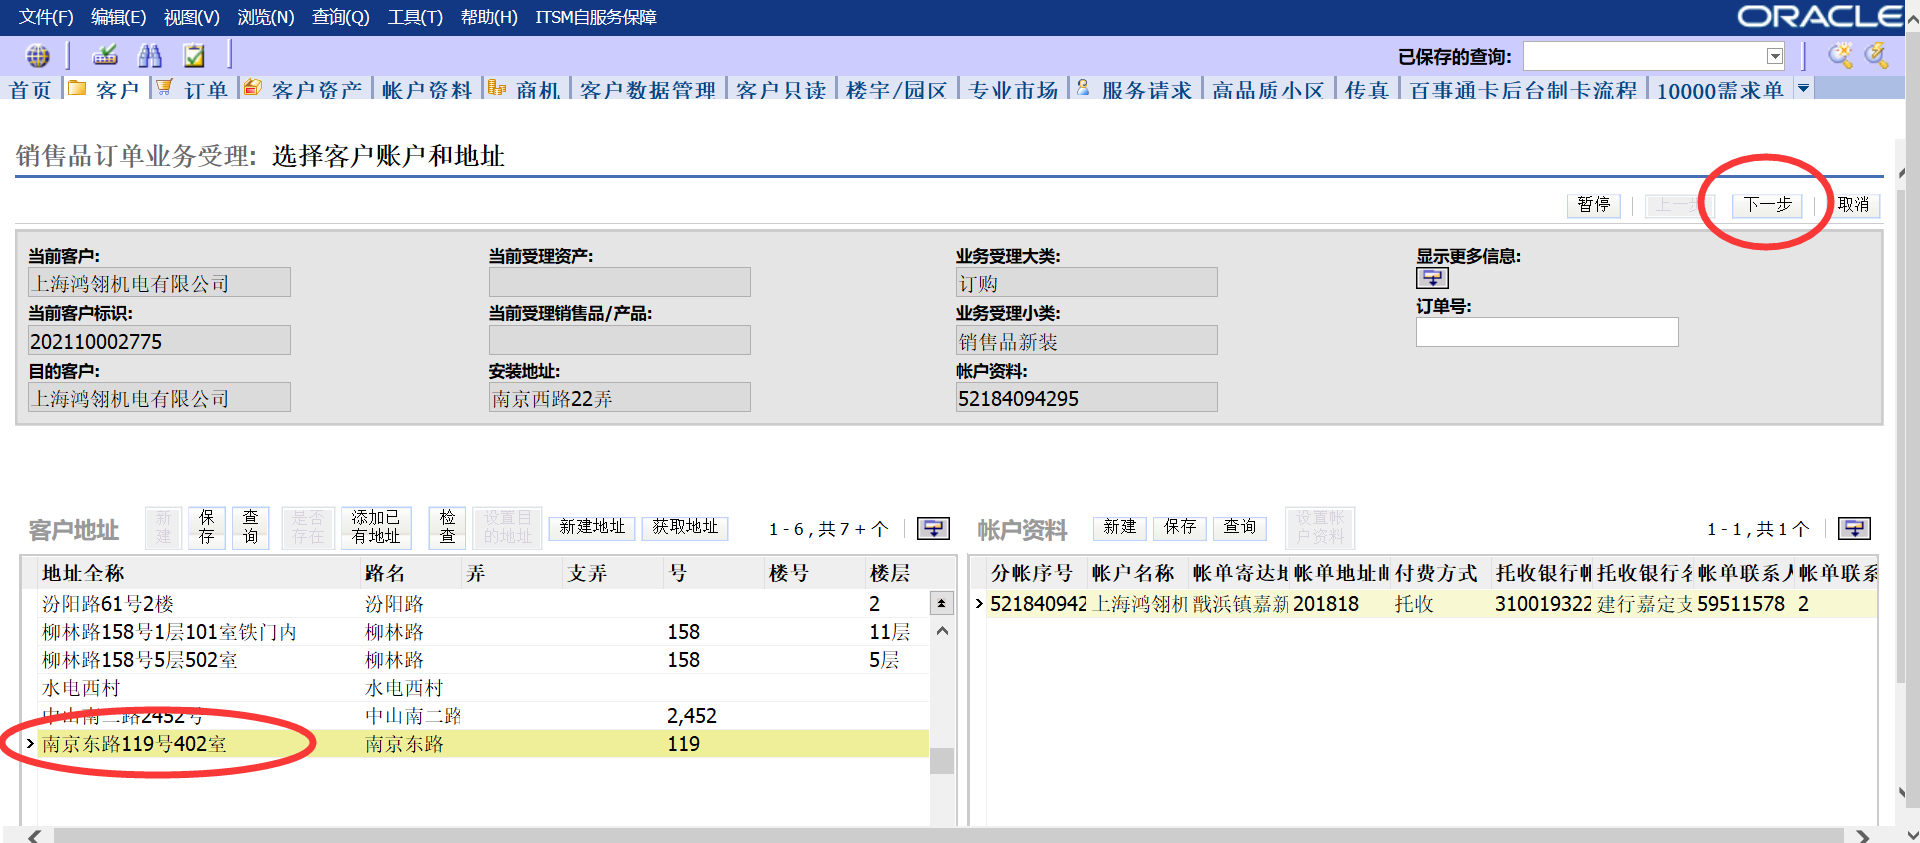 文件(F) 编辑(E) 视图(V) 浏览(N) 查询(Q) 工具(T) 帮助(H) ITSM自服务保障
ORACLE
已保存的查询:
首页 客户 订单 客户资产 帐户资料 商机 客户数据管理 客户只读 楼宇/园区 专业市场 服务请求 高品质小区 传真 百事通卡后台制卡流程 10000需求单
销售品订单业务受理: 选择客户账户和地址
暂停 上一步 下一步 取消
当前客户: 当前受理资产: 业务受理大类: 显示更多信息:
上海鸿翎机电有限公司 订购
当前客户标识: 当前受理销售品/产品: 业务受理小类: 订单号:
202110002775 销售品新装
目的客户: 安装地址: 帐户资料:
上海鸿翎机电有限公司 南京西路22弄 52184094295
客户地址 新建 保存 查询 是否存在 添加已有地址 检查 设置目的地址 新建地址 获取地址 1-6,共7+个
帐户资料 新建 保存 查询 设置帐户资料 1-1,共1个
地址全称 路名 弄 支弄 号 楼号 楼层
汾阳路61号2楼 汾阳路 2
柳林路158号1层101室铁门内 柳林路 158 11层
柳林路158号5层502室 柳林路 158 5层
水电西村 水电西村
中山南二路2452号 中山南二路 2,452
南京东路119号402室 南京东路 119
分帐序号 帐户名称 帐单寄达地 帐单地址邮 付费方式 托收银行帐 托收银行名 帐单联系人 帐单联系
521840942 上海鸿翎机 戬浜镇嘉新 201818 托收 310019322 建行嘉定支 59511578 2